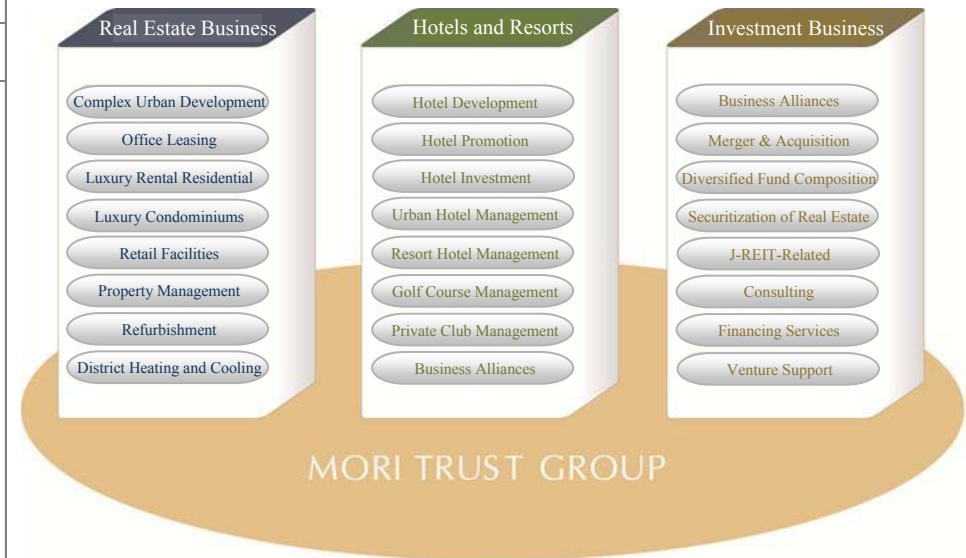 Real Estate Business
Complex Urban Development
Office Leasing
Luxury Rental Residential
Luxury Condominiums
Retail Facilities
Property Management
Refurbishment
District Heating and Cooling
Hotels and Resorts
Hotel Development
Hotel Promotion
Hotel Investment
Urban Hotel Management
Resort Hotel Management
Golf Course Management
Private Club Management
Business Alliances
Investment Business
Business Alliances
Merger & Acquisition
Diversified Fund Composition
Securitization of Real Estate
J-REIT-Related
Consulting
Financing Services
Venture Support
MORI TRUST GROUP